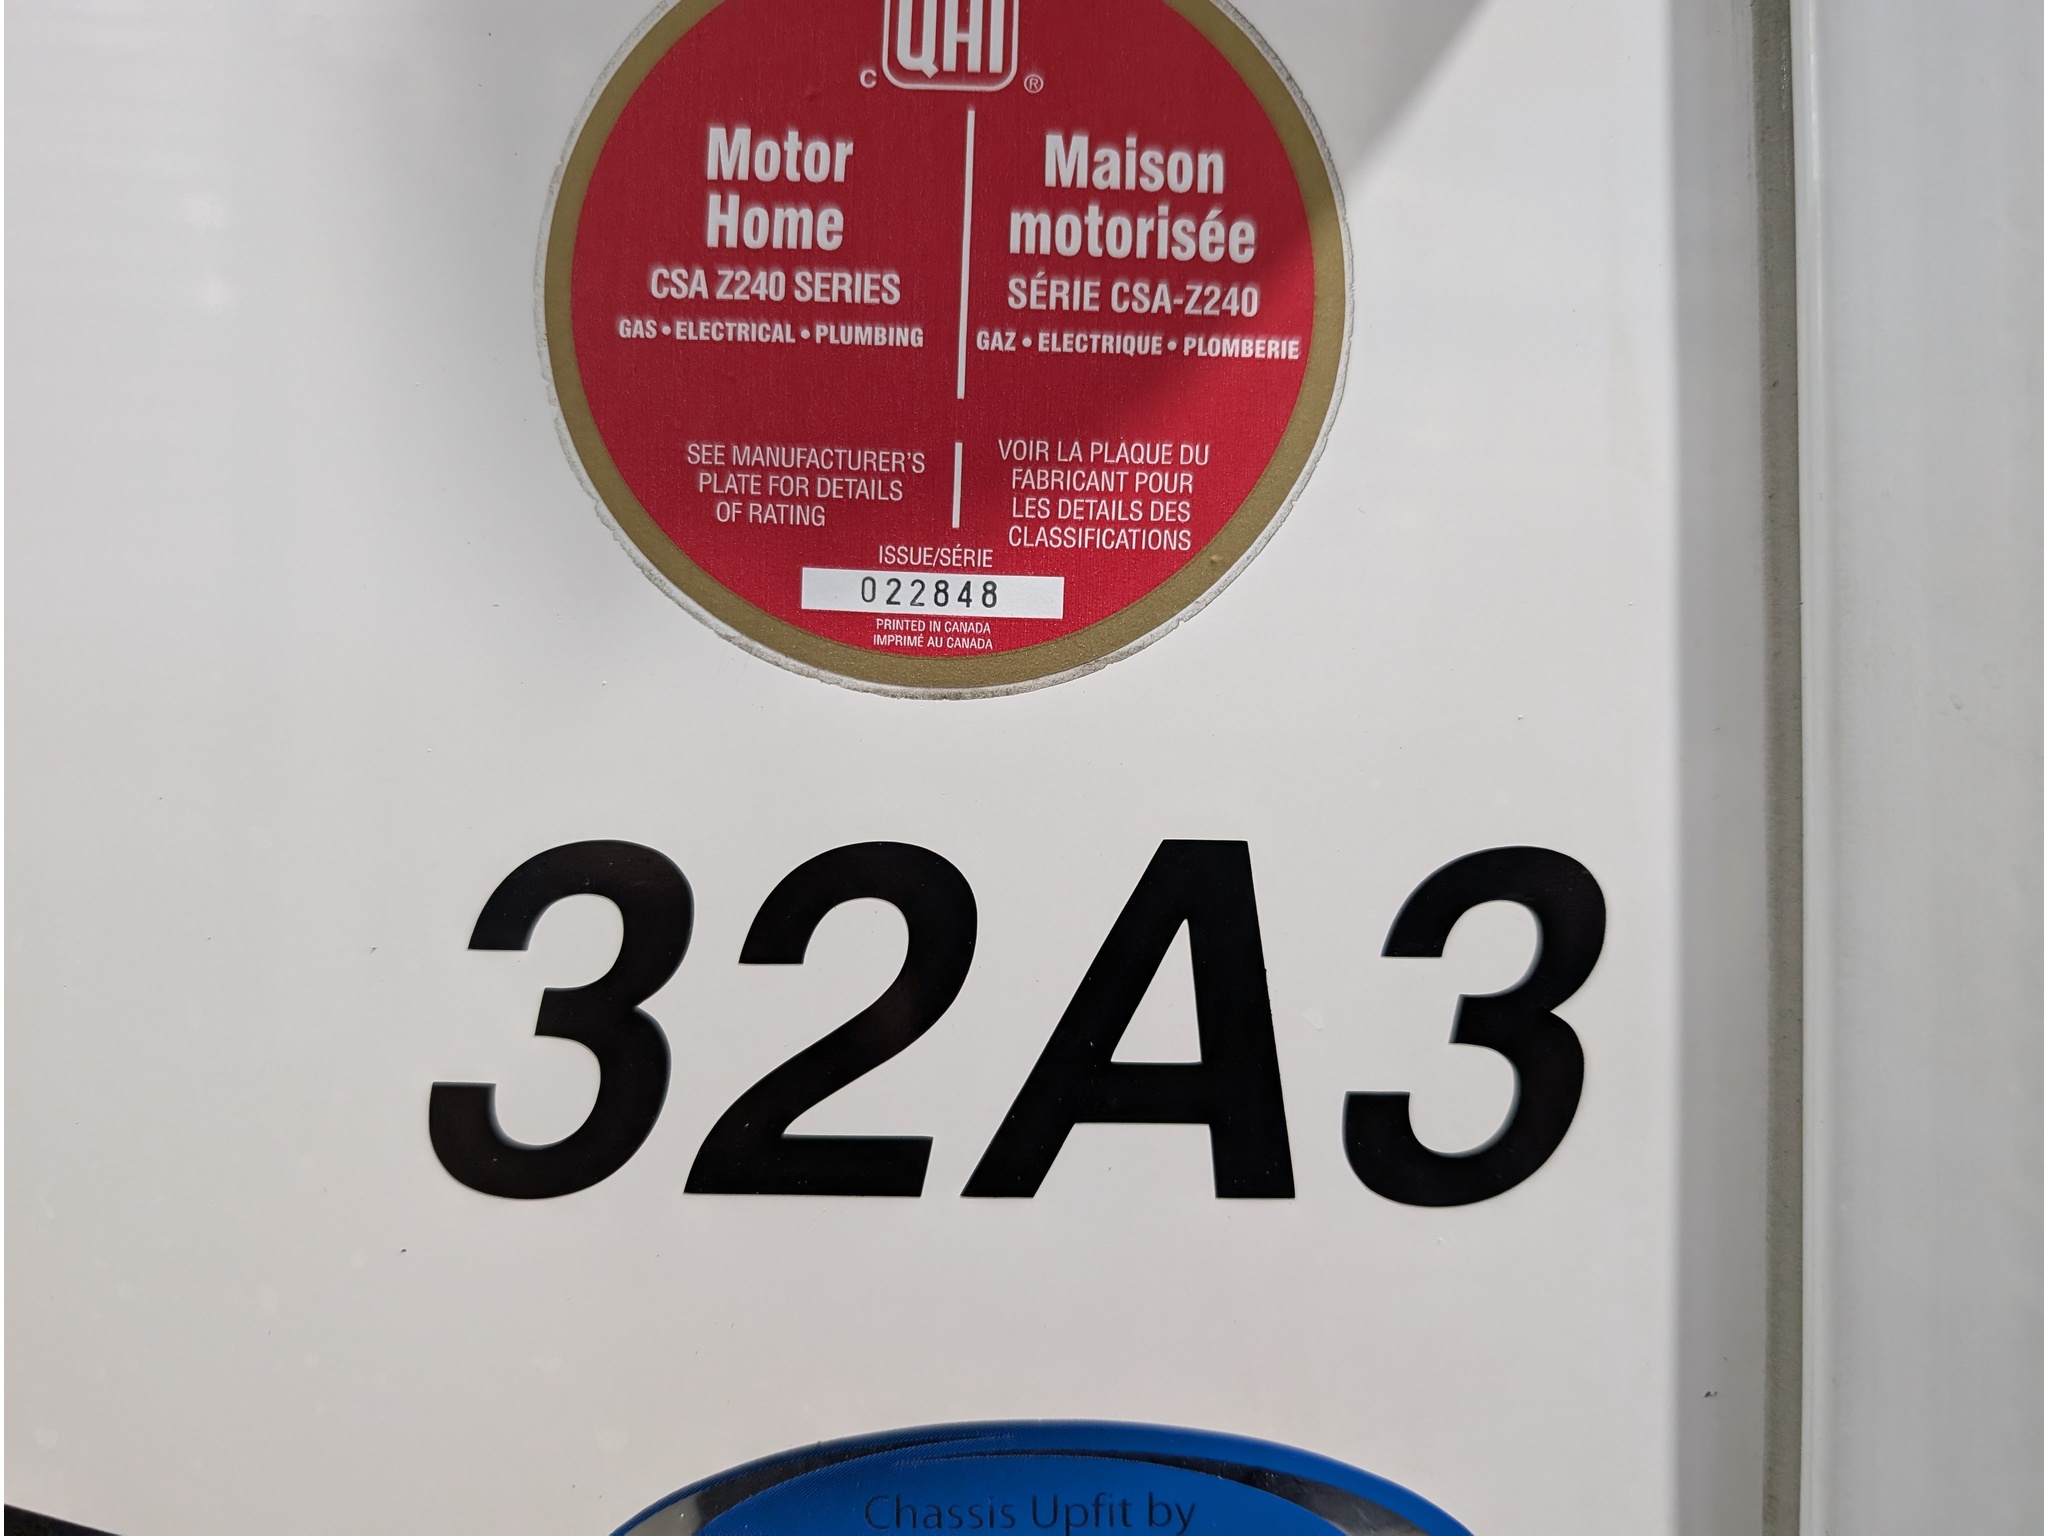 QAI
C ®
Motor
Home
CSA Z240 SERIES
GAS • ELECTRICAL • PLUMBING
Maison
motorisée
SÉRIE CSA-Z240
GAZ • ELECTRIQUE • PLOMBERIE
SEE MANUFACTURER'S
PLATE FOR DETAILS
OF RATING
VOIR LA PLAQUE DU
FABRICANT POUR
LES DETAILS DES
CLASSIFICATIONS
ISSUE/SÉRIE
022848
PRINTED IN CANADA
IMPRIMÉ AU CANADA
32A3
Chassis Upfit by